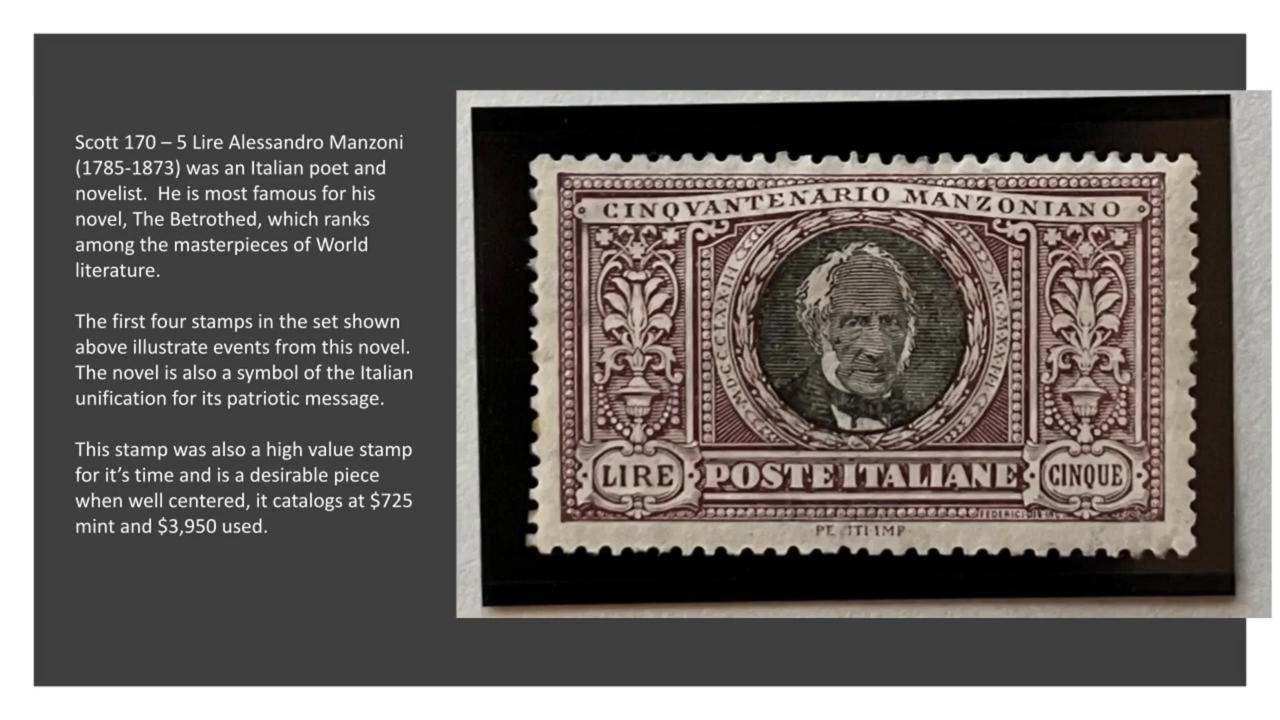 Scott 170 – 5 Lire Alessandro Manzoni
(1785-1873) was an Italian poet and
novelist.  He is most famous for his
novel, The Betrothed, which ranks
among the masterpieces of World
literature.
The first four stamps in the set shown
above illustrate events from this novel.
The novel is also a symbol of the Italian
unification for its patriotic message.
This stamp was also a high value stamp
for it's time and is a desirable piece
when well centered, it catalogs at $725
mint and $3,950 used.
CINQVANTENARIO MANZONIANO
MDCCCLXXIII
MCMXXIII
LIRE
POSTE ITALIANE
CINQUE
FEDERICI